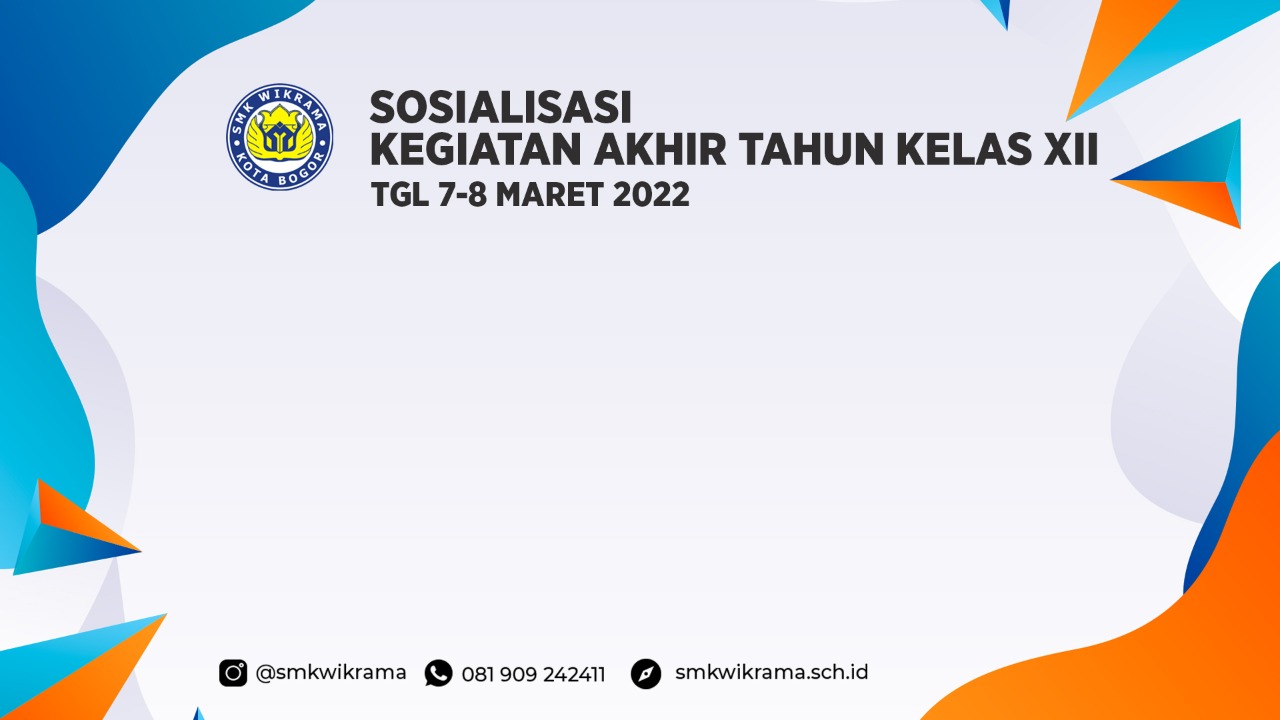 SMK WIKRAMA
KOTA BOGOR
SOSIALISASI
KEGIATAN AKHIR TAHUN KELAS XII
TGL 7-8 MARET 2022
@smkwikrama 081 909 242411 smkwikrama.sch.id